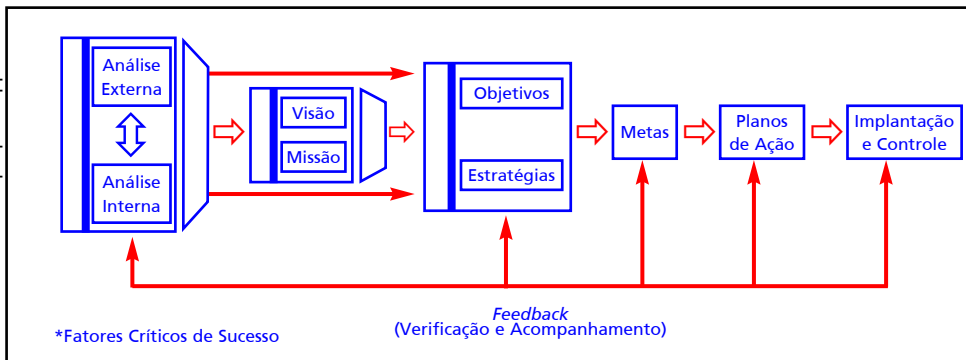 Análise
Externa
Análise
Interna
Visão
Missão
Objetivos
Estratégias
Metas
Planos
de Ação
Implantação
e Controle
Feedback
(Verificação e Acompanhamento)
*Fatores Críticos de Sucesso